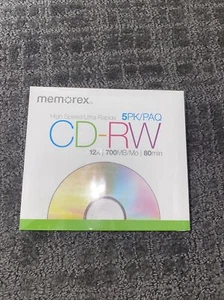 memorex
High Speed/Ultra Rapide 5PK/PAQ
CD-RW
12x | 700MB/Mo | 80min